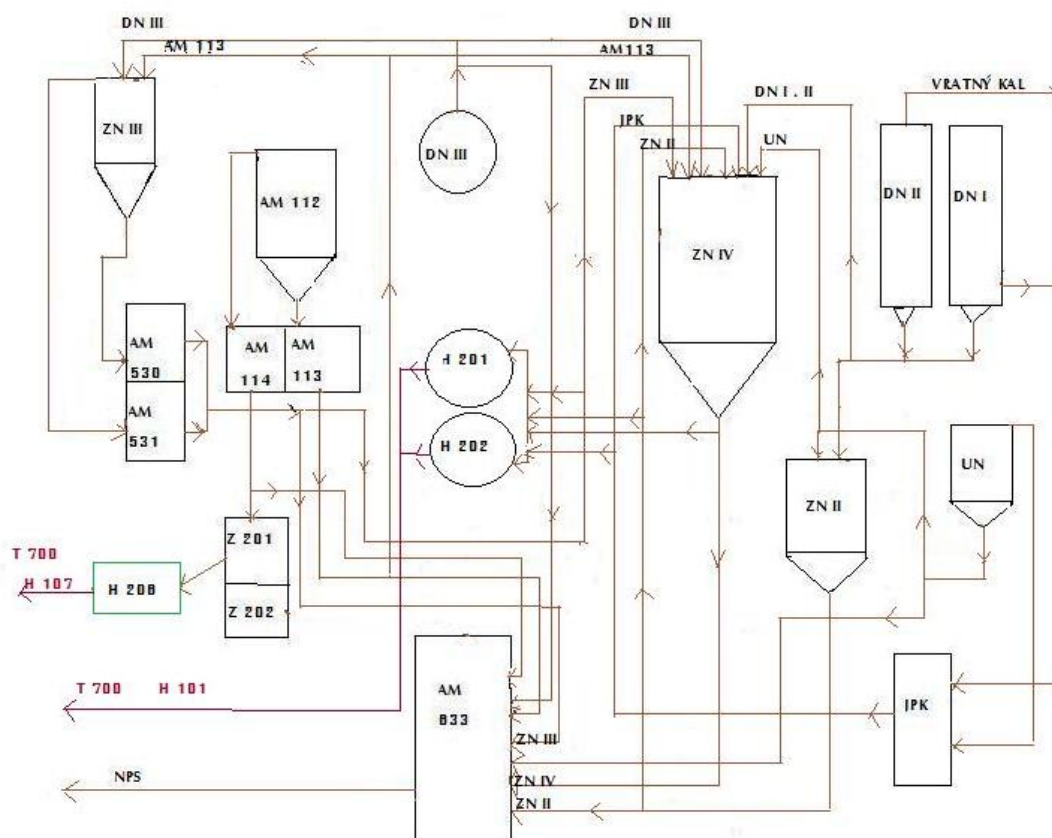 DN III
DN III
AM 113
AM 113
ZN III
DN I . II
VRATNÝ KAL
JPK
ZN II
UN
ZN III
DN III
DN II
DN I
AM 112
ZN IV
AM
530
AM
531
AM
114
AM
113
H 201
H 202
UN
ZN II
Z 201
Z 202
T 700
H 107
H 208
T 700 H 101
AM
833
JPK
ZN III
NPS
ZN IV
ZN II